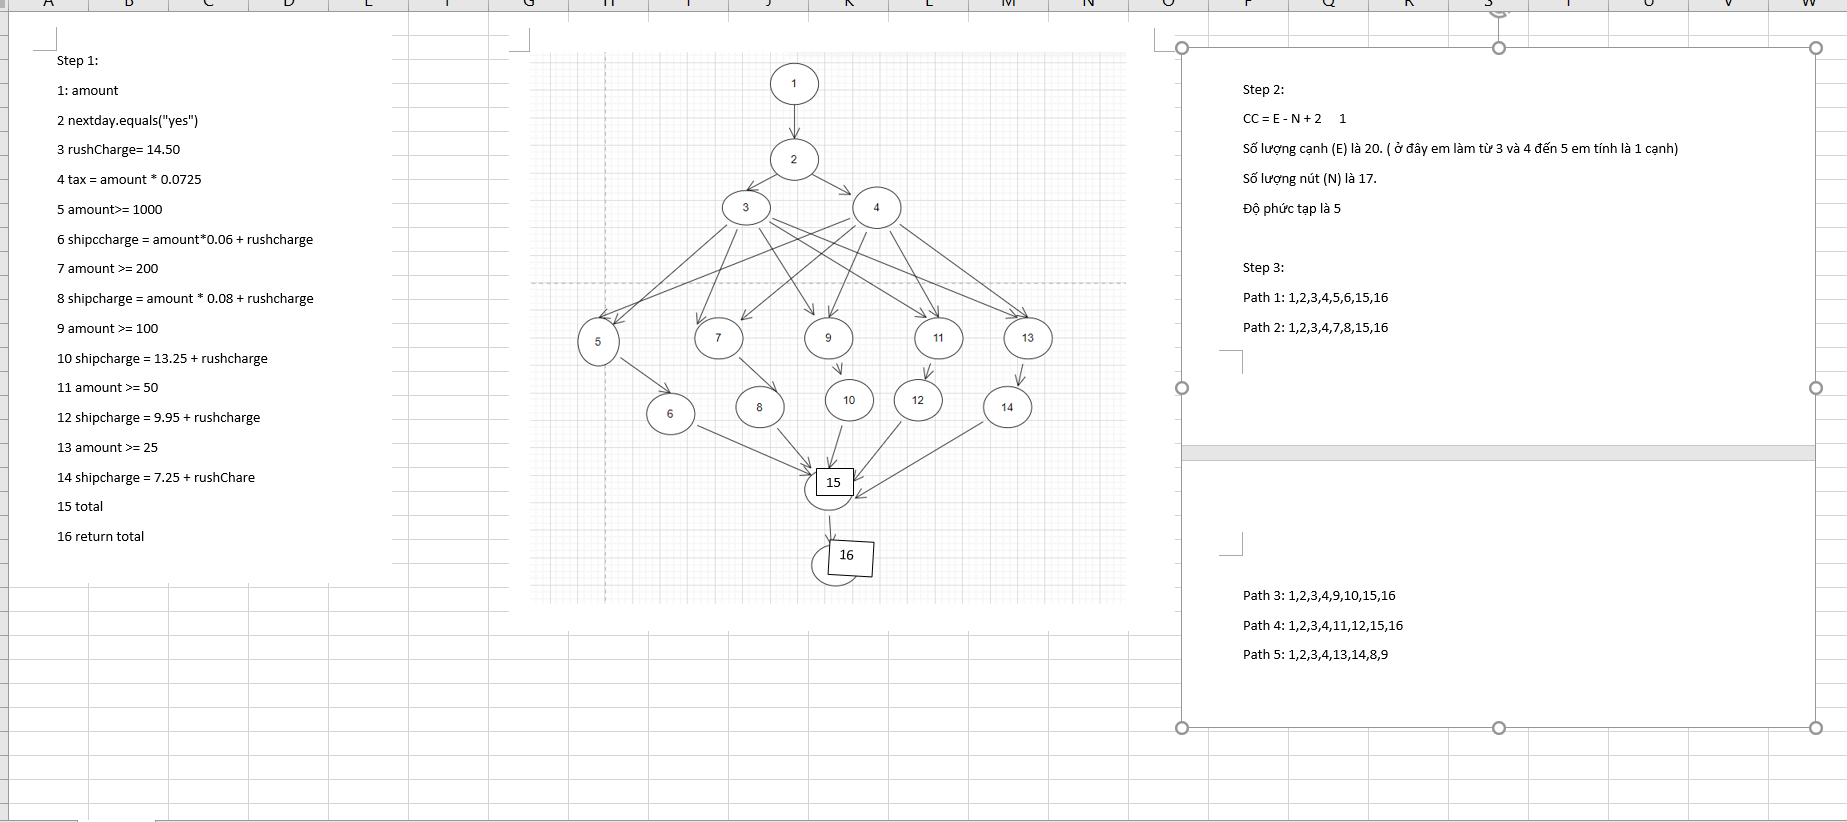 A B C D E F G H I J K L M N O P Q R S T U V W
Step 1:
1: amount
2 nextday.equals("yes")
3 rushCharge= 14.50
4 tax = amount * 0.0725
5 amount>= 1000
6 shipccharge = amount*0.06 + rushcharge
7 amount >= 200
8 shipcharge = amount * 0.08 + rushcharge
9 amount >= 100
10 shipcharge = 13.25 + rushcharge
11 amount >= 50
12 shipcharge = 9.95 + rushcharge
13 amount >= 25
14 shipcharge = 7.25 + rushChare
15 total
16 return total
1
2
3 4
5 7 9 11 13
6 8 10 12 14
15
16
Step 2:
CC = E - N + 2 1
Số lượng cạnh (E) là 20. ( ở đây em làm từ 3 và 4 đến 5 em tính là 1 cạnh)
Số lượng nút (N) là 17.
Độ phức tạp là 5
Step 3:
Path 1: 1,2,3,4,5,6,15,16
Path 2: 1,2,3,4,7,8,15,16
Path 3: 1,2,3,4,9,10,15,16
Path 4: 1,2,3,4,11,12,15,16
Path 5: 1,2,3,4,13,14,8,9